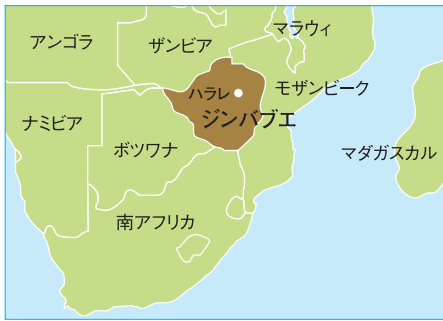 アンゴラ
ザンビア
マラウィ
ハラレ
モザンビーク
ジンバブエ
ナミビア
ボツワナ
マダガスカル
南アフリカ